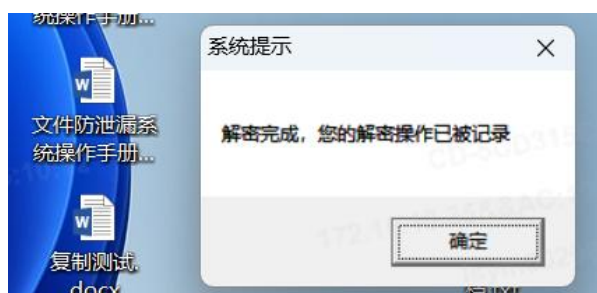 统操作手册...
系统提示
文件防泄漏系
统操作手册...
解密完成，您的解密操作已被记录
确定
复制测试.
docx